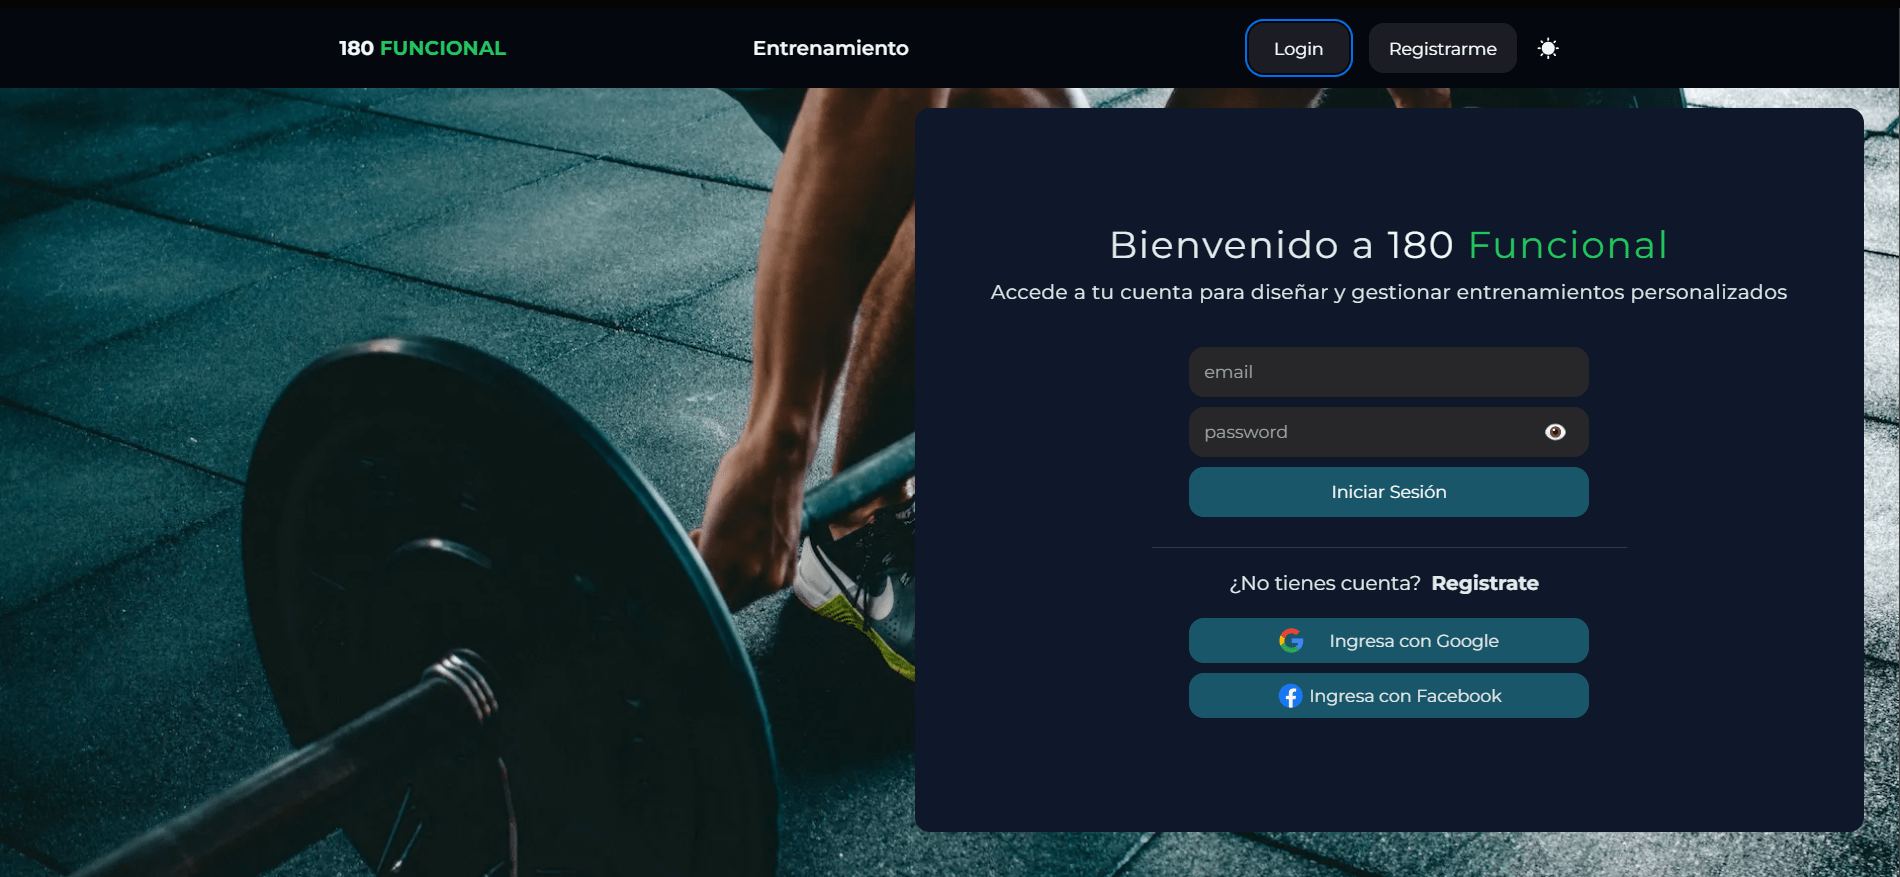 180 FUNCIONAL
Entrenamiento
Login
Registrarme
Bienvenido a 180 Funcional
Accede a tu cuenta para diseñar y gestionar entrenamientos personalizados
email
password
Iniciar Sesión
¿No tienes cuenta? Registrate
Ingresa con Google
Ingresa con Facebook